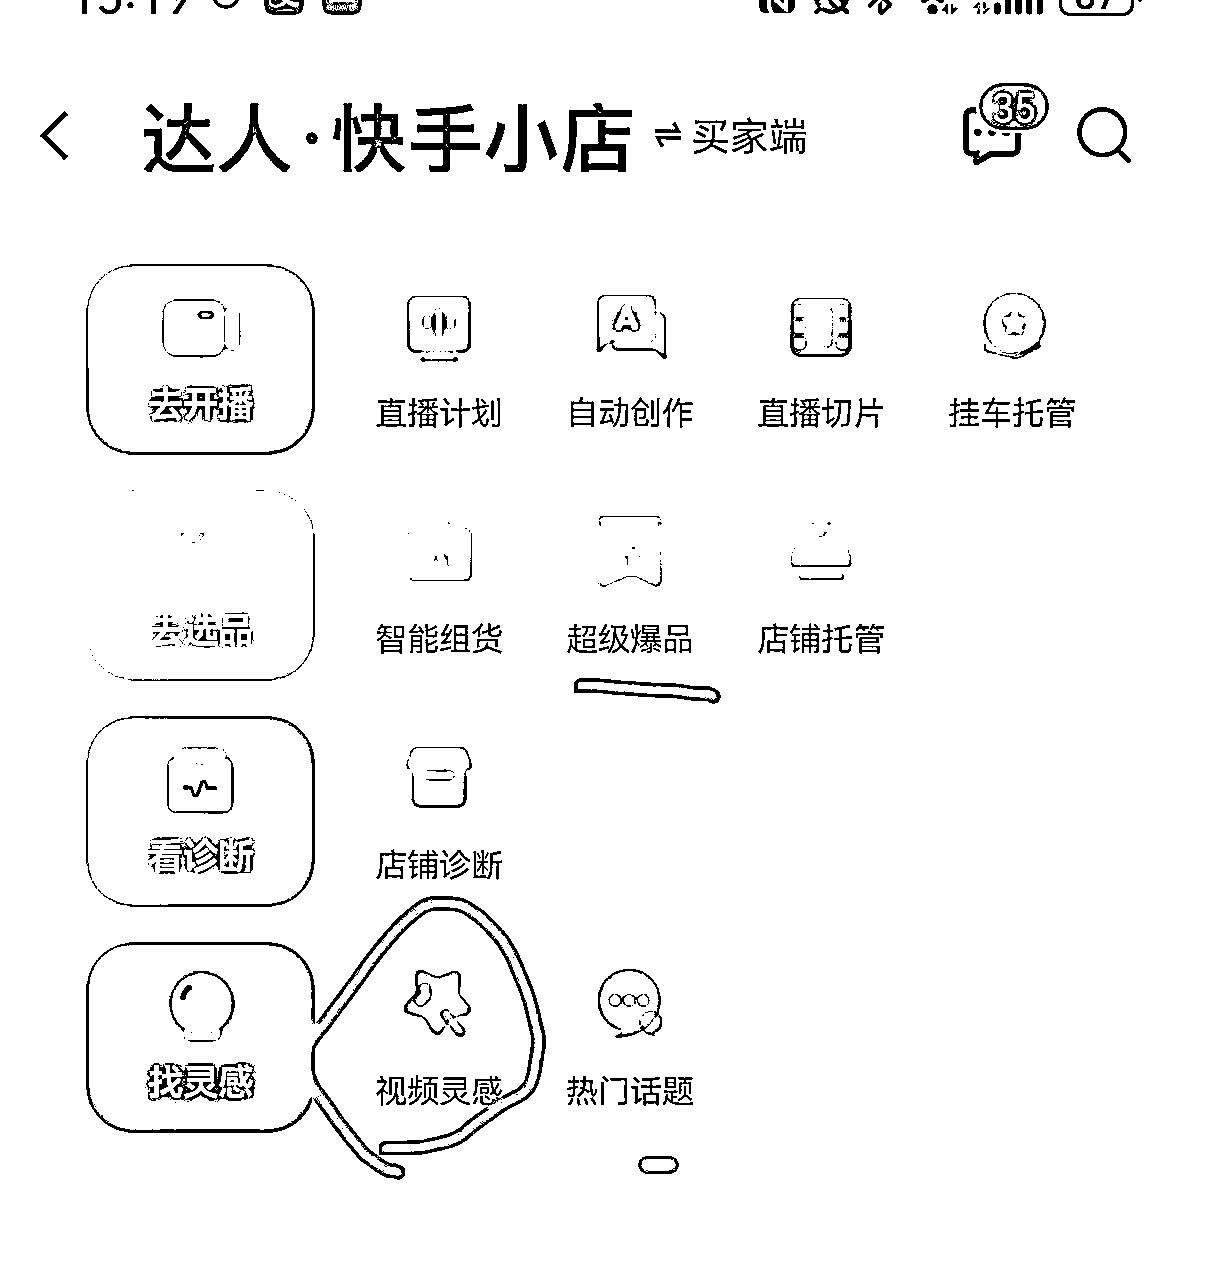 达人·快手小店 ⇌买家端 35
去开播 直播计划 自动创作 直播切片 挂车托管
去选品 智能组货 超级爆品 店铺托管
看诊断 店铺诊断
找灵感 视频灵感 热门话题